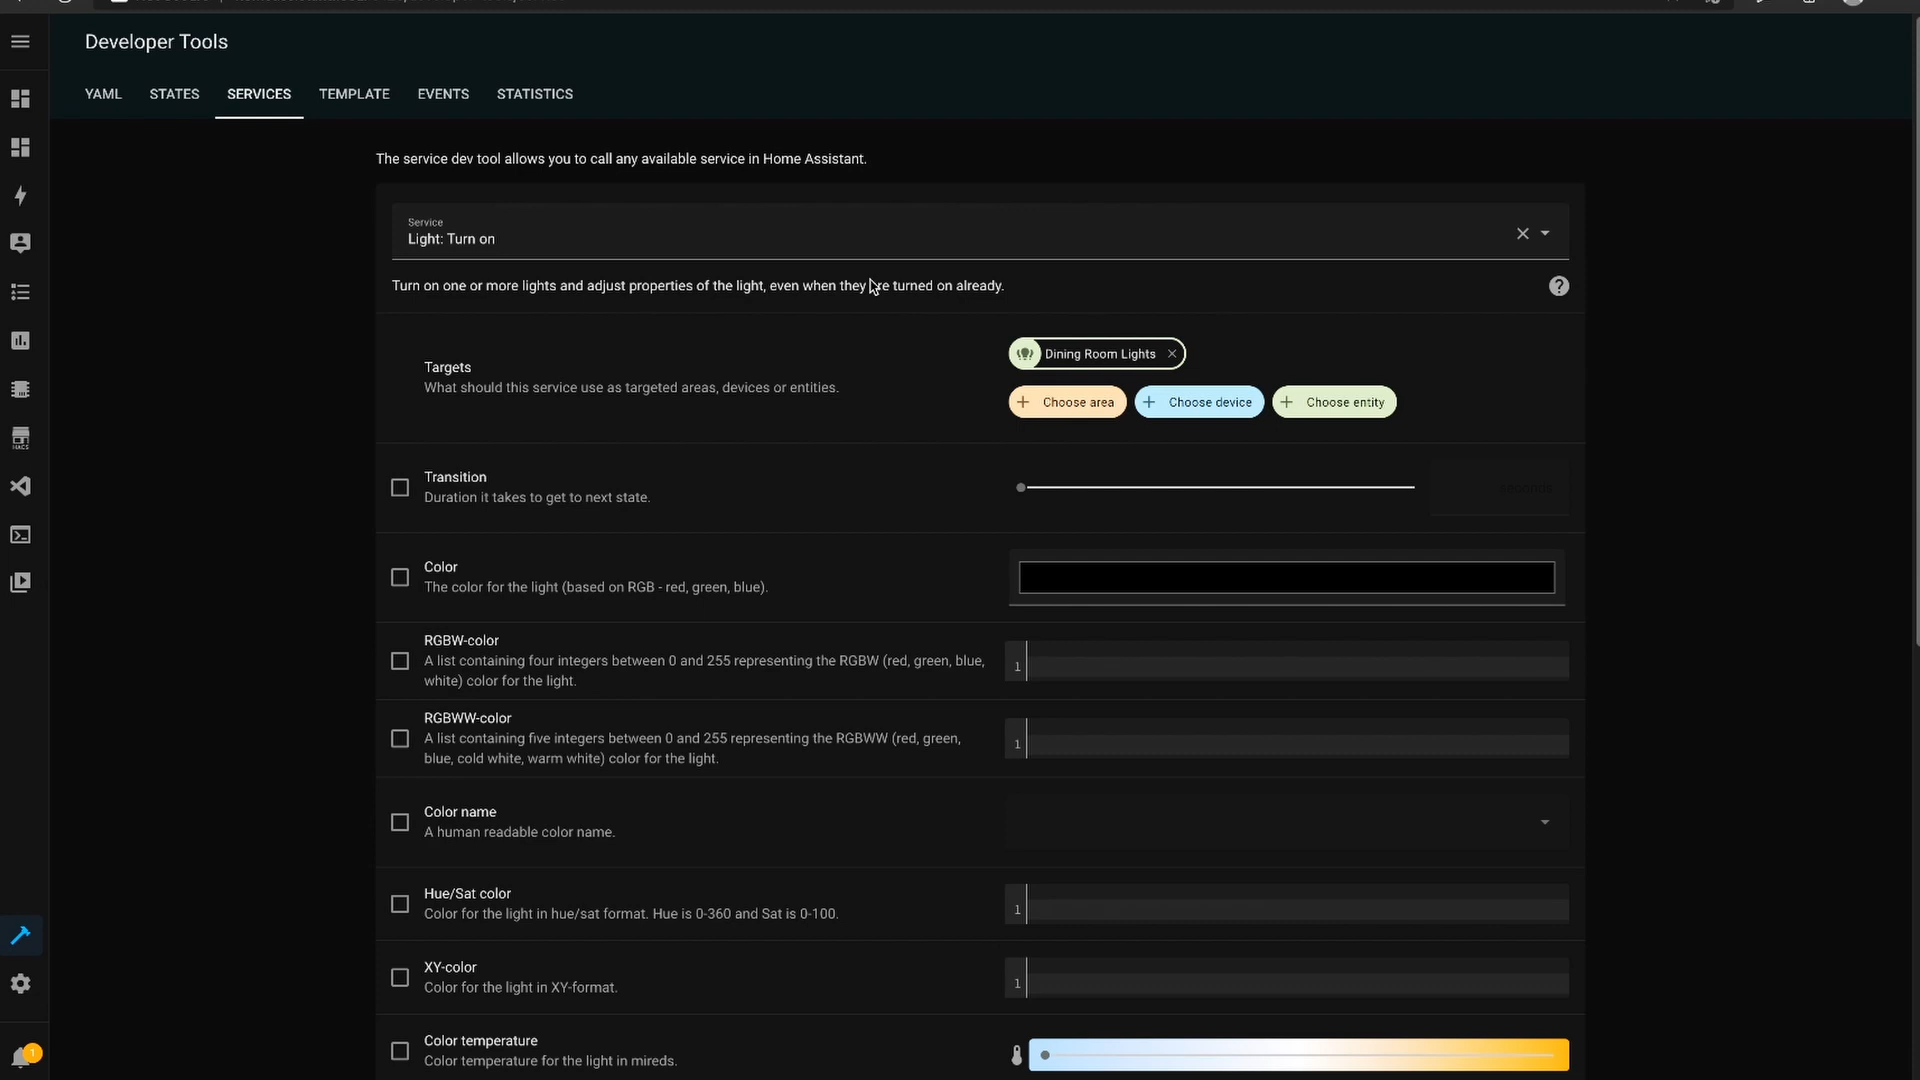 Developer Tools
YAML STATES SERVICES TEMPLATE EVENTS STATISTICS
The service dev tool allows you to call any available service in Home Assistant.
Service
Light: Turn on
Turn on one or more lights and adjust properties of the light, even when they are turned on already.
Targets
What should this service use as targeted areas, devices or entities.
Dining Room Lights
Choose area Choose device Choose entity
Transition
Duration it takes to get to next state.
seconds
Color
The color for the light (based on RGB - red, green, blue).
RGBW-color
A list containing four integers between 0 and 255 representing the RGBW (red, green, blue,
white) color for the light.
1
RGBWW-color
A list containing five integers between 0 and 255 representing the RGBWW (red, green,
blue, cold white, warm white) color for the light.
1
Color name
A human readable color name.
Hue/Sat color
Color for the light in hue/sat format. Hue is 0-360 and Sat is 0-100.
1
XY-color
Color for the light in XY-format.
1
Color temperature
Color temperature for the light in mireds.
HACS
1